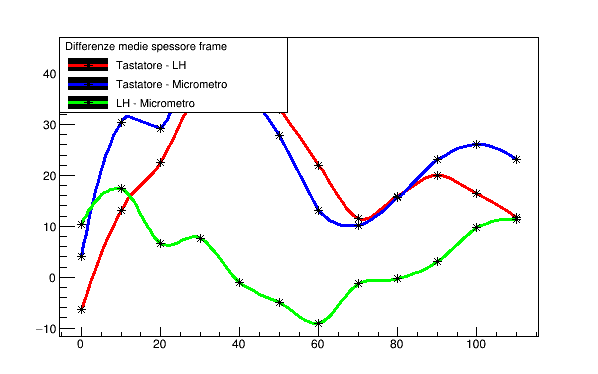 Differenze medie spessore frame
Tastatore - LH
Tastatore - Micrometro
LH - Micrometro
40
30
20
10
0
−10
0 20 40 60 80 100